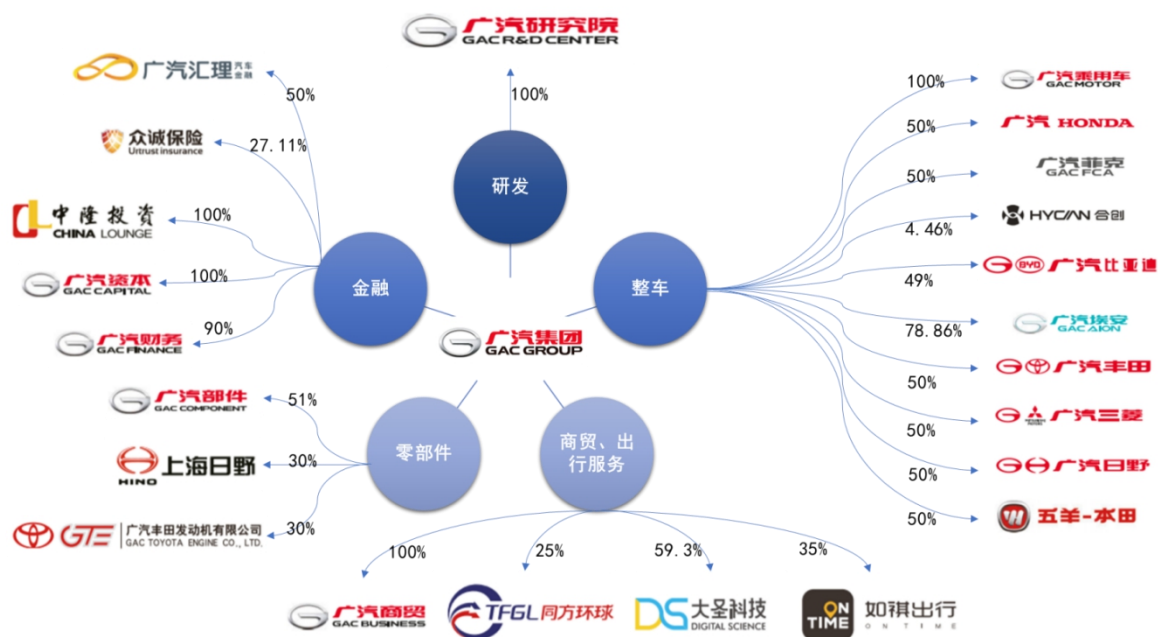 广汽研究院
GAC R&D CENTER
100%
研发
广汽汇理 汽车金融
50%
众诚保险
Urtrust insurance
27.11%
中隆投资
CHINA LOUNGE
100%
广汽资本
GAC CAPITAL
100%
广汽财务
GAC FINANCE
90%
金融
广汽集团
GAC GROUP
整车
100%
广汽乘用车
GAC MOTOR
50%
广汽 HONDA
50%
广汽菲克
GAC FCA
4.46%
HYCAN 合创
49%
BYD 广汽比亚迪
78.86%
广汽埃安
GAC AION
50%
广汽丰田
50%
广汽三菱
50%
广汽日野
50%
五羊-本田
零部件
广汽部件
GAC COMPONENT
51%
上海日野
HINO
30%
GTE 广汽丰田发动机有限公司
GAC TOYOTA ENGINE CO., LTD.
30%
商贸、出
行服务
100%
25%
59.3%
35%
广汽商贸
GAC BUSINESS
TFGL 同方环球
DS 大圣科技
DIGITAL SCIENCE
ON
TIME
如祺出行
ON TIME